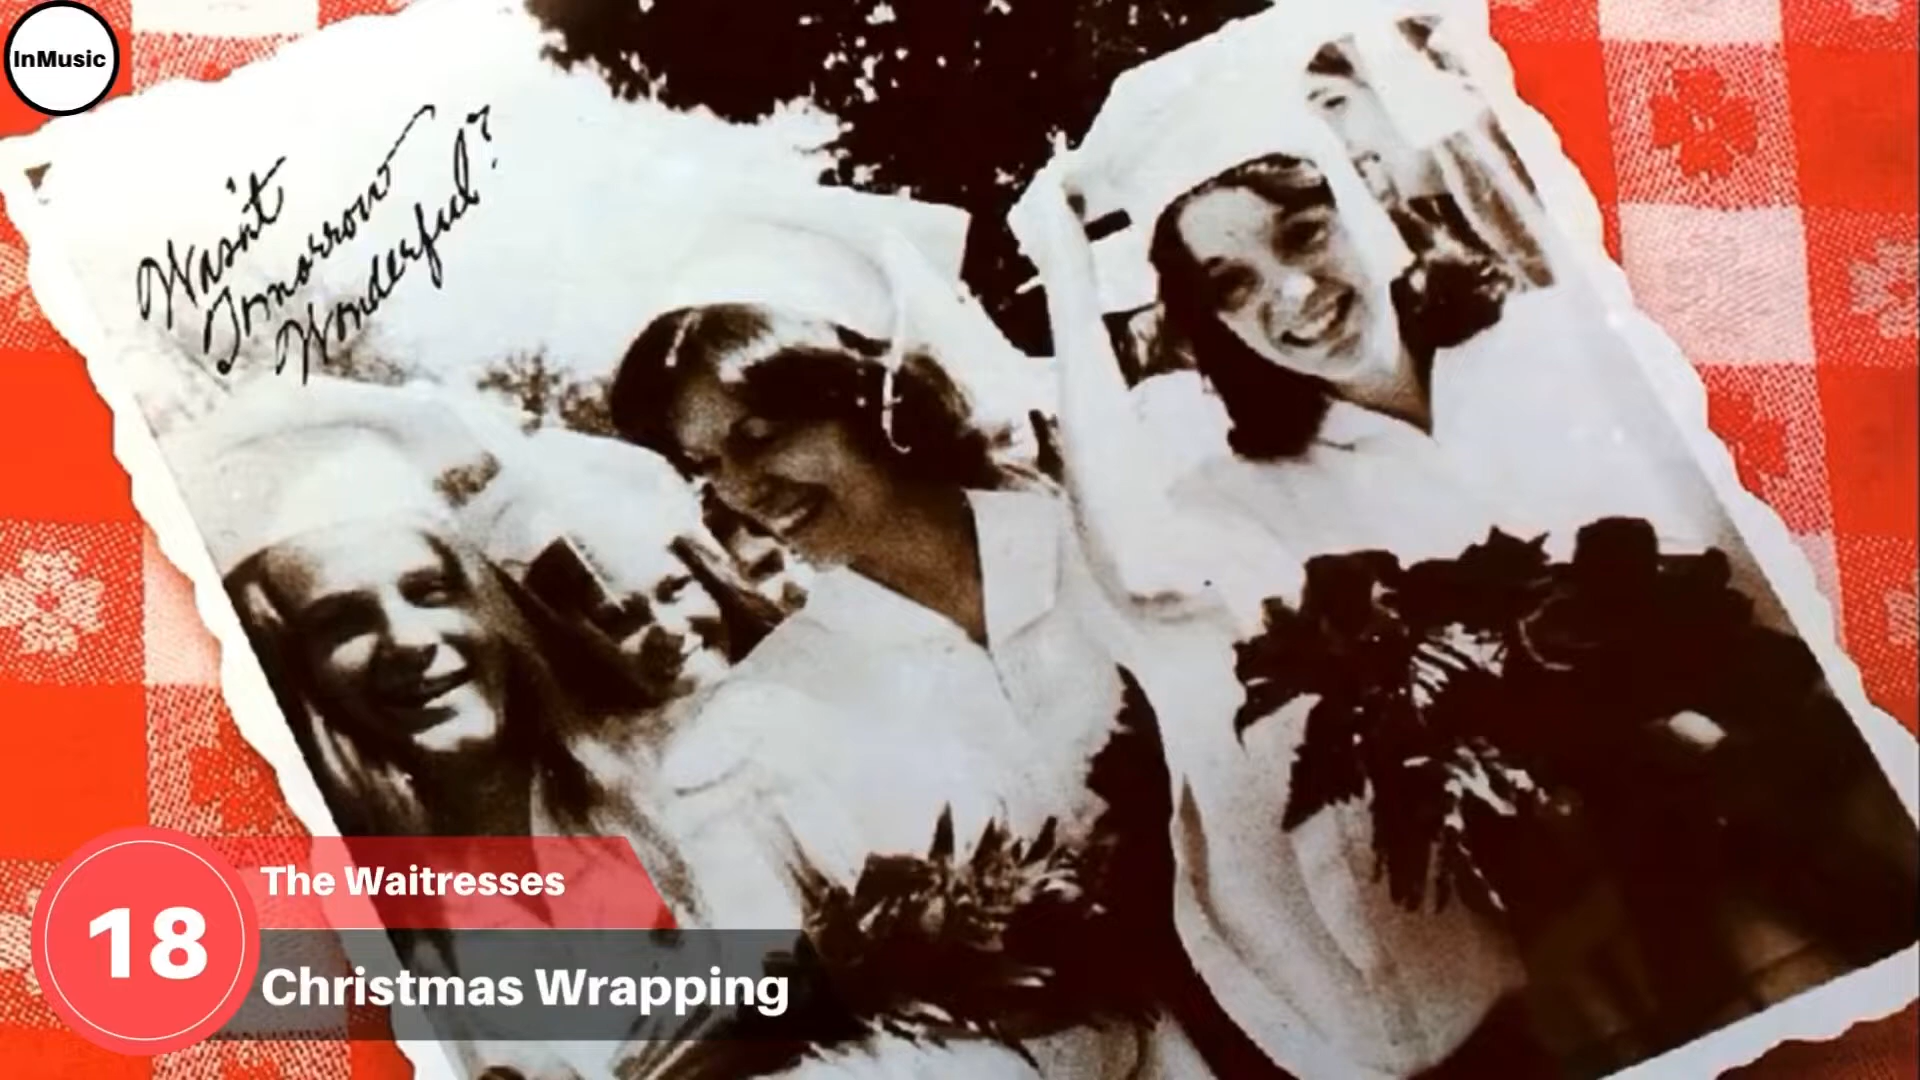 InMusic
Wasn't
Tomorrow
Wonderful?
The Waitresses
18
Christmas Wrapping